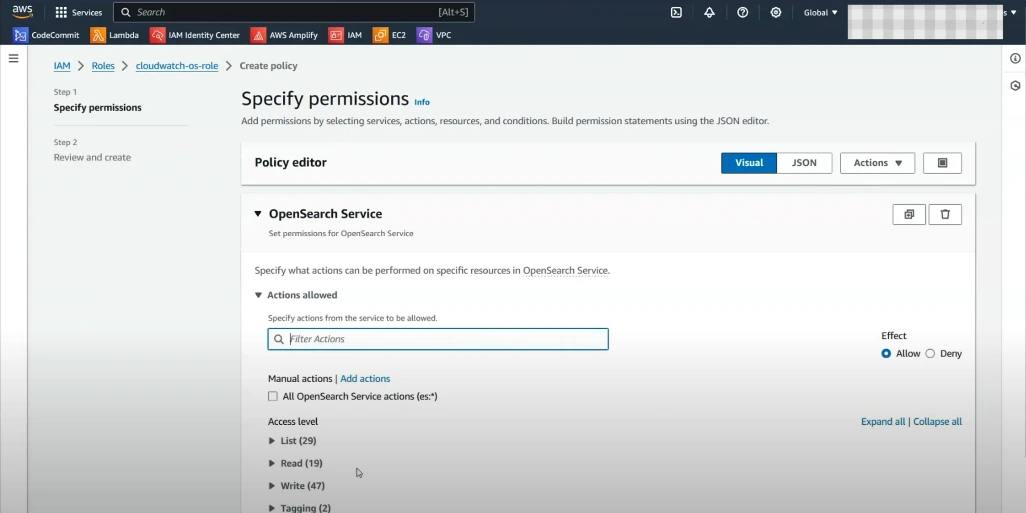 aws Services Search [Alt+S] Global
CodeCommit Lambda IAM Identity Center AWS Amplify IAM EC2 VPC
IAM Roles cloudwatch-os-role Create policy
Step 1
Specify permissions
Step 2
Review and create
Specify permissions Info
Add permissions by selecting services, actions, resources, and conditions. Build permission statements using the JSON editor.
Policy editor Visual JSON Actions
OpenSearch Service
Set permissions for OpenSearch Service
Specify what actions can be performed on specific resources in OpenSearch Service.
Actions allowed
Specify actions from the service to be allowed.
Filter Actions
Effect
Allow Deny
Manual actions | Add actions
All OpenSearch Service actions (es:*)
Access level Expand all | Collapse all
List (29)
Read (19)
Write (47)
Tagging (2)